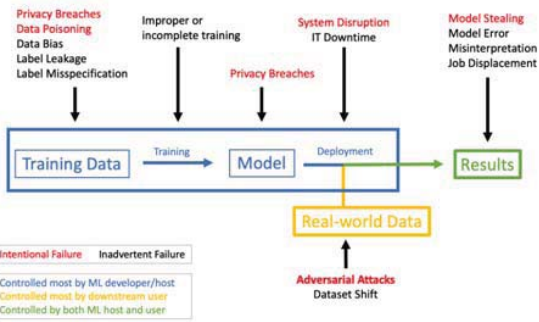 Privacy Breaches
Data Poisoning
Data Bias
Label Leakage
Label Misspecification
Improper or
incomplete training
Privacy Breaches
System Disruption
IT Downtime
Model Stealing
Model Error
Misinterpretation
Job Displacement
Training Data
Training
Model
Deployment
Results
Real-world Data
Adversarial Attacks
Dataset Shift
Intentional Failure Inadvertent Failure
Controlled most by ML developer/host
Controlled most by downstream user
Controlled by both ML host and user